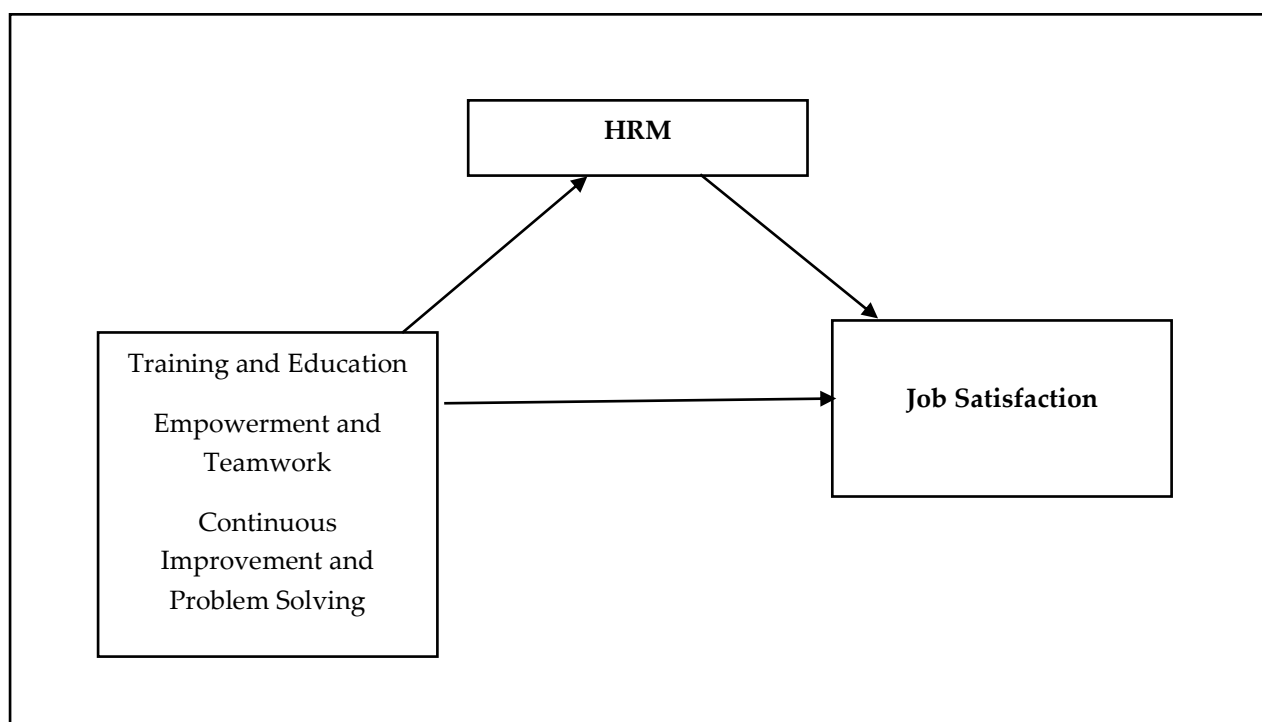 HRM
Training and Education
Empowerment and
Teamwork
Continuous
Improvement and
Problem Solving
Job Satisfaction